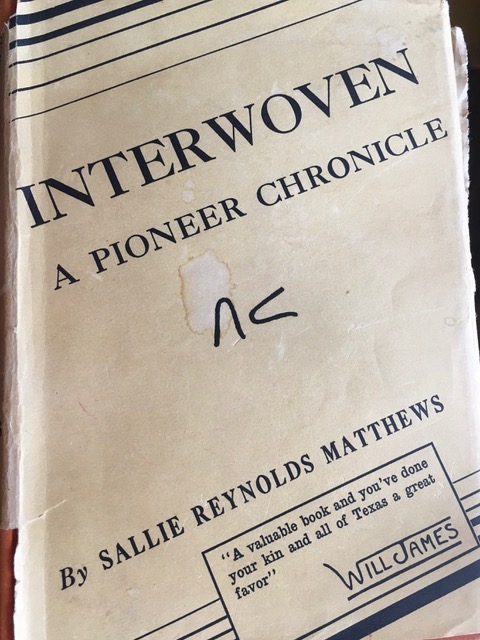 INTERWOVEN
A PIONEER CHRONICLE
By SALLIE REYNOLDS MATTHEWS
"A valuable book and you've done
your kin and all of Texas a great
favor"
WILL JAMES